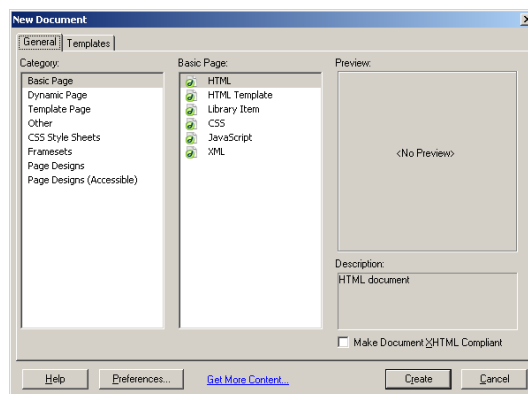 New Document
General
Templates
Category:
Basic Page
Dynamic Page
Template Page
Other
CSS Style Sheets
Framesets
Page Designs
Page Designs (Accessible)
Basic Page:
HTML
HTML Template
Library Item
CSS
JavaScript
XML
Preview:
<No Preview>
Description:
HTML document
Make Document XHTML Compliant
Help
Preferences...
Get More Content...
Create
Cancel